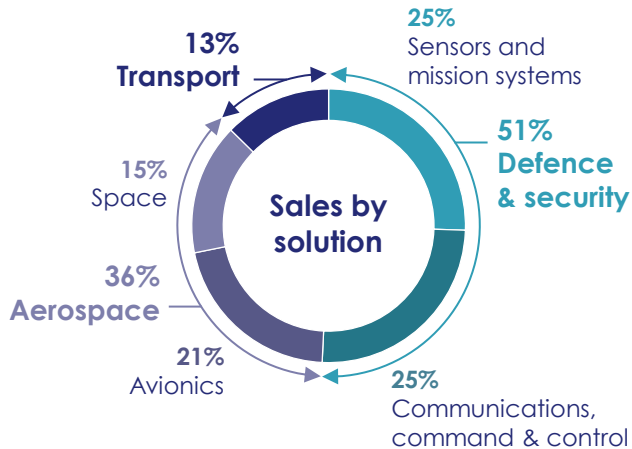 25%
Sensors and
mission systems
13%
Transport
51%
Defence
& security
15%
Space
Sales by
solution
36%
Aerospace
21%
Avionics
25%
Communications,
command & control